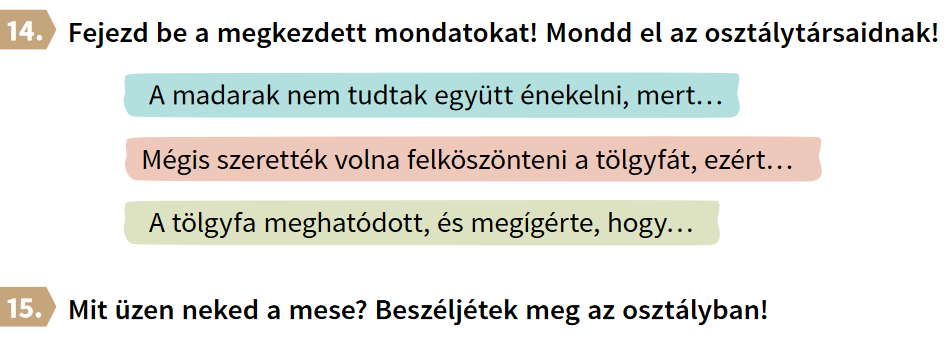 14. Fejezd be a megkezdett mondatokat! Mondd el az osztálytársaidnak!
A madarak nem tudtak együtt énekelni, mert…
Mégis szerették volna felköszönteni a tölgyfát, ezért…
A tölgyfa meghatódott, és megígérte, hogy…
15. Mit üzen neked a mese? Beszéljétek meg az osztályban!